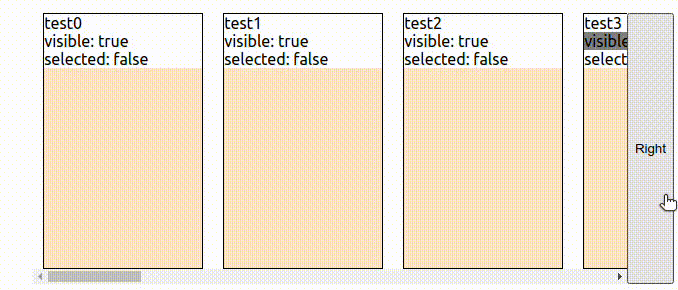 test0
visible: true
selected: false
test1
visible: true
selected: false
test2
visible: true
selected: false
test3
visible
select
Right